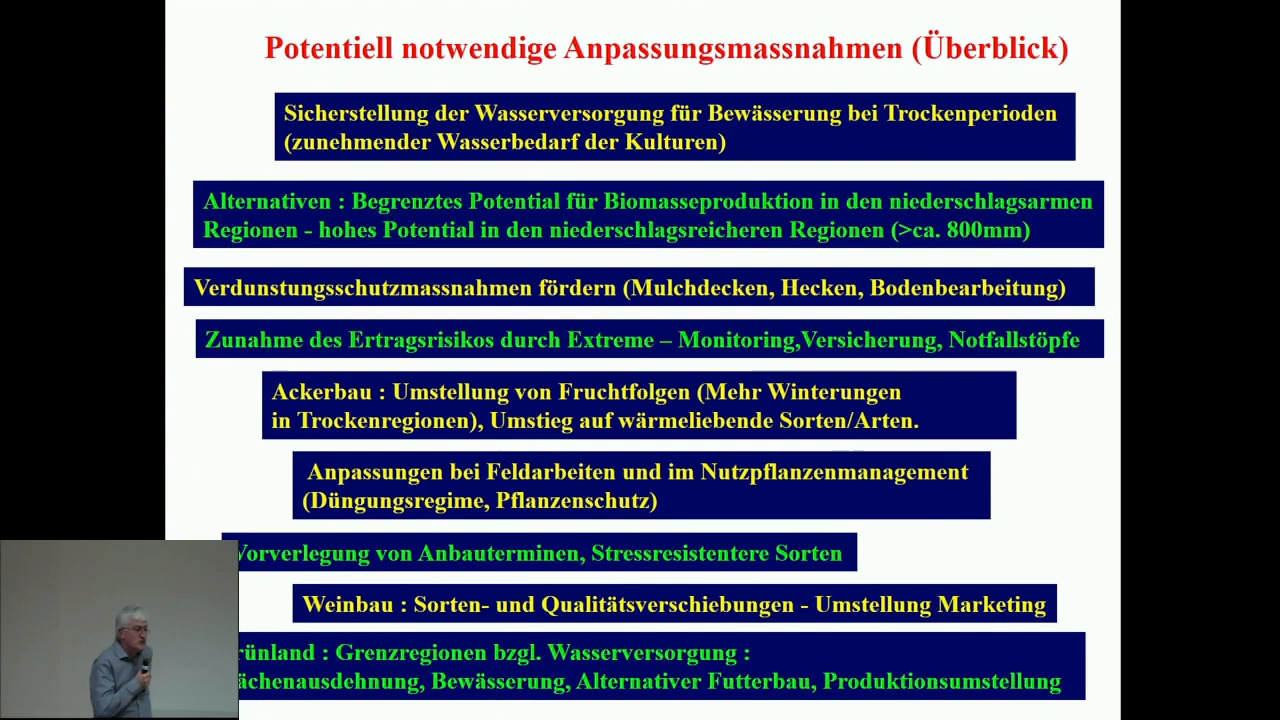 Potentiell notwendige Anpassungsmassnahmen (Überblick)
Sicherstellung der Wasserversorgung für Bewässerung bei Trockenperioden
(zunehmender Wasserbedarf der Kulturen)
Alternativen : Begrenztes Potential für Biomasseproduktion in den niederschlagsarmen
Regionen - hohes Potential in den niederschlagsreicheren Regionen (>ca. 800mm)
Verdunstungsschutzmassnahmen fördern (Mulchdecken, Hecken, Bodenbearbeitung)
Zunahme des Ertragsrisikos durch Extreme – Monitoring,Versicherung, Notfallstöpfe
Ackerbau : Umstellung von Fruchtfolgen (Mehr Winterungen
in Trockenregionen), Umstieg auf wärmeliebende Sorten/Arten.
Anpassungen bei Feldarbeiten und im Nutzpflanzenmanagement
(Düngungsregime, Pflanzenschutz)
Vorverlegung von Anbauterminen, Stressresistentere Sorten
Weinbau : Sorten- und Qualitätsverschiebungen - Umstellung Marketing
rünland : Grenzregionen bzgl. Wasserversorgung :
ächenausdehnung, Bewässerung, Alternativer Futterbau, Produktionsumstellung